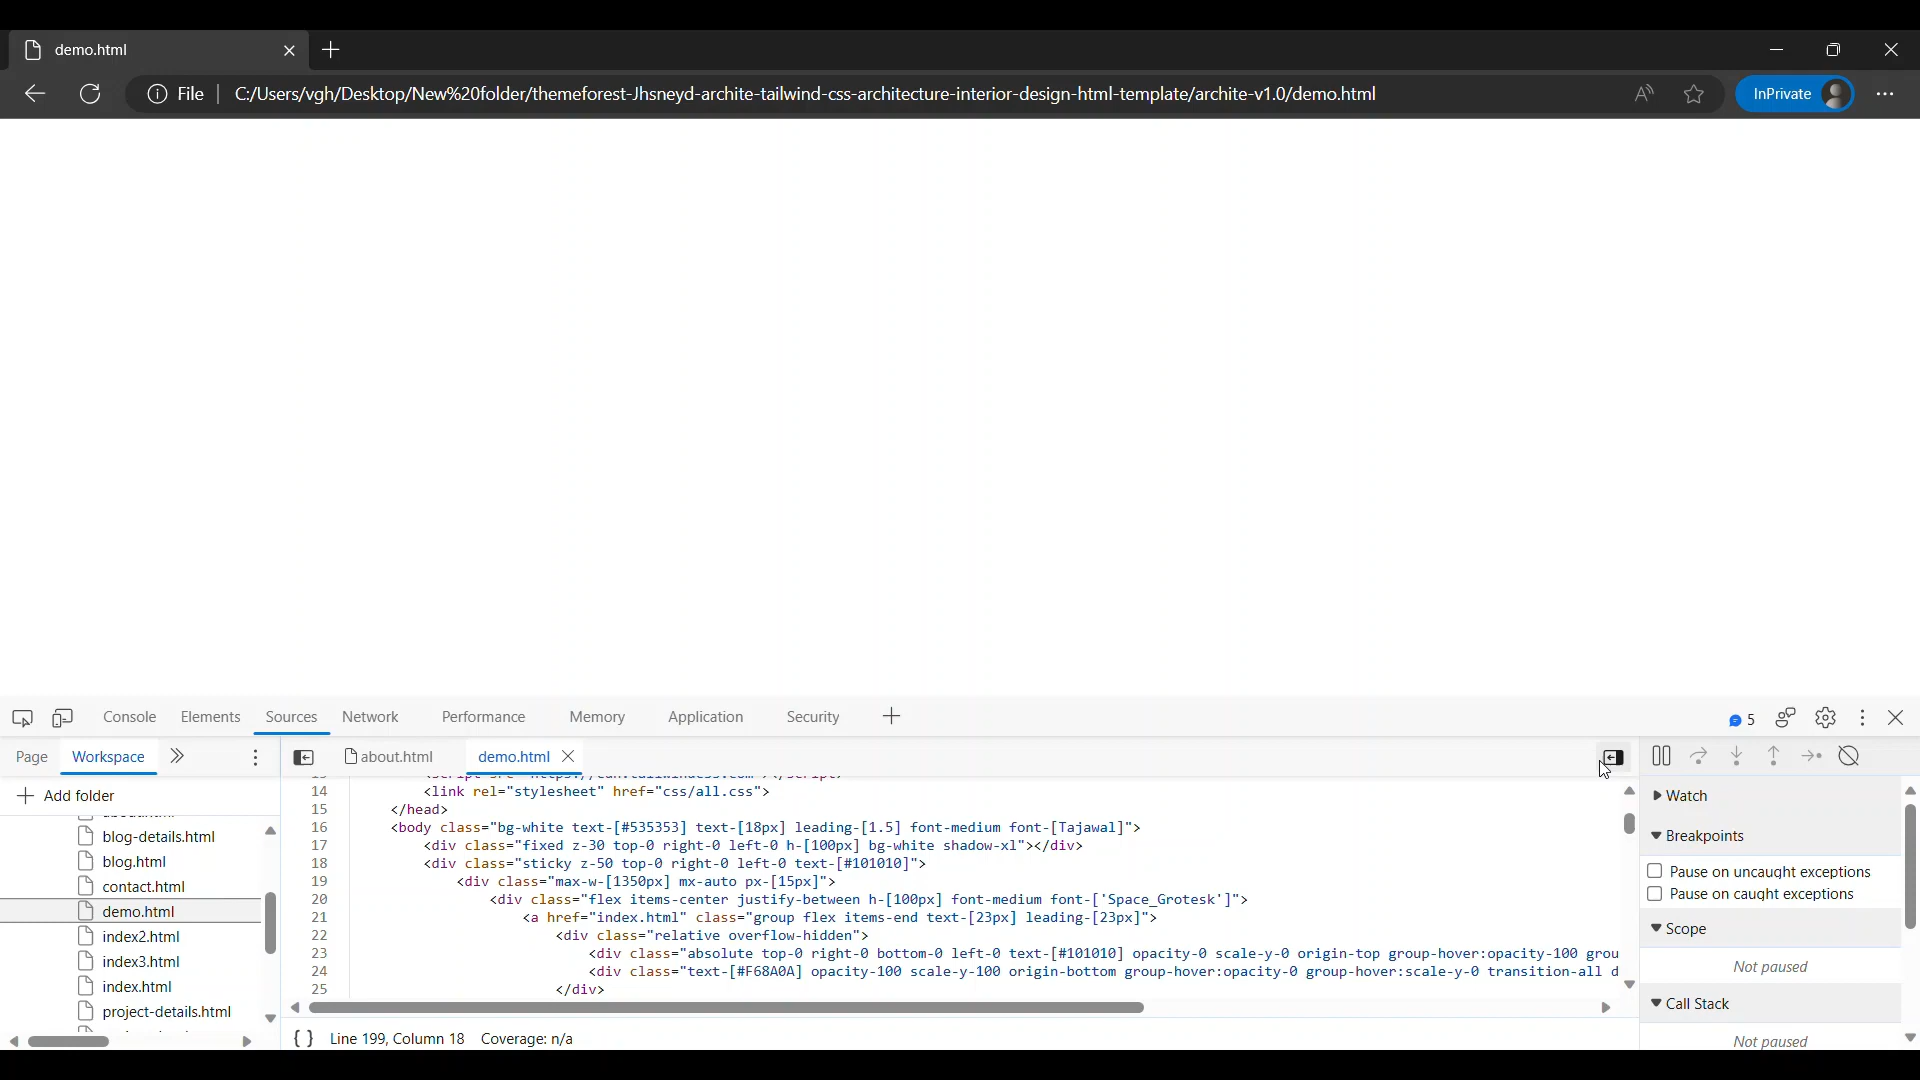 demo.html
File
C:/Users/vgh/Desktop/New%20folder/themeforest-Jhsneyd-archite-tailwind-css-architecture-interior-design-html-template/archite-v1.0/demo.html
InPrivate
Console Elements Sources Network Performance Memory Application Security
5
Page Workspace
about.html demo.html
Add folder
blog-details.html
blog.html
contact.html
demo.html
index2.html
index3.html
index.html
project-details.html
14 <link rel="stylesheet" href="css/all.css">
15 </head>
16 <body class="bg-white text-[#535353] text-[18px] leading-[1.5] font-medium font-[Tajawal]">
17 <div class="fixed z-30 top-0 right-0 left-0 h-[100px] bg-white shadow-xl"></div>
18 <div class="sticky z-50 top-0 right-0 left-0 text-[#101010]">
19 <div class="max-w-[1350px] mx-auto px-[15px]">
20 <div class="flex items-center justify-between h-[100px] font-medium font-['Space_Grotesk']">
21 <a href="index.html" class="group flex items-end text-[23px] leading-[23px]">
22 <div class="relative overflow-hidden">
23 <div class="absolute top-0 right-0 bottom-0 left-0 text-[#101010] opacity-0 scale-y-0 origin-top group-hover:opacity-100 grou
24 <div class="text-[#F68A0A] opacity-100 scale-y-100 origin-bottom group-hover:opacity-0 group-hover:scale-y-0 transition-all d
25 </div>
{ } Line 199, Column 18 Coverage: n/a
Watch
Breakpoints
Pause on uncaught exceptions
Pause on caught exceptions
Scope
Not paused
Call Stack
Not paused